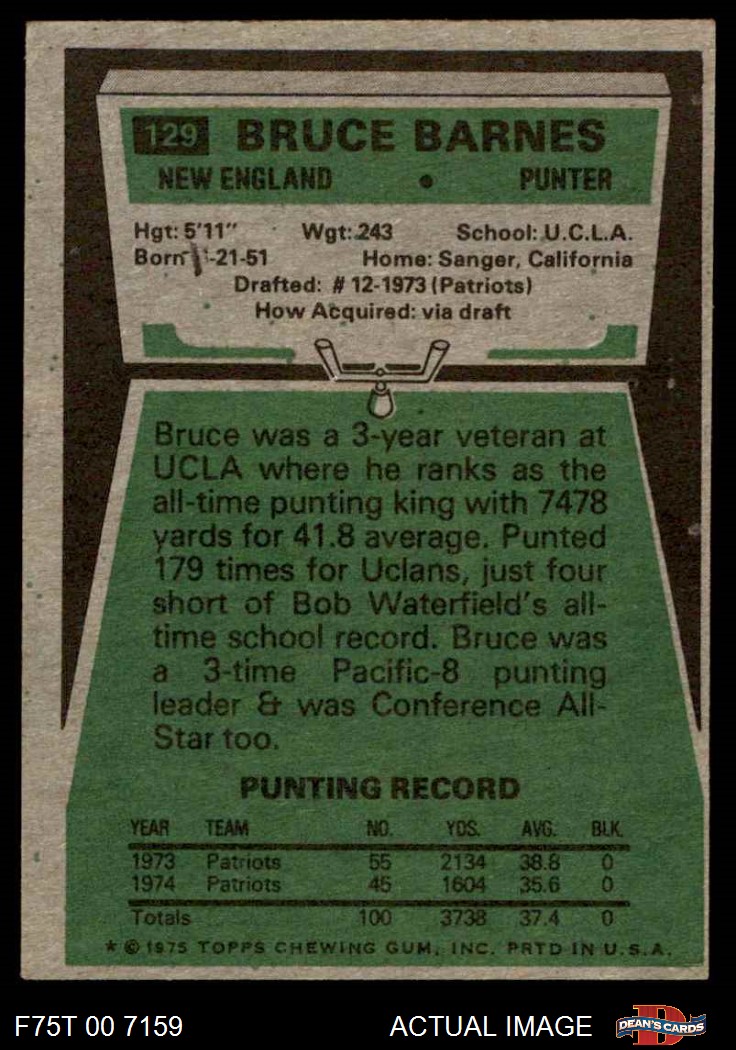 129 BRUCE BARNES
NEW ENGLAND • PUNTER
Hgt: 5'11" Wgt: 243 School: U.C.L.A.
Born -21-51 Home: Sanger, California
Drafted: # 12-1973 (Patriots)
How Acquired: via draft
Bruce was a 3-year veteran at
UCLA where he ranks as the
all-time punting king with 7478
yards for 41.8 average. Punted
179 times for Uclans, just four
short of Bob Waterfield's all-
time school record. Bruce was
a 3-time Pacific-8 punting
leader & was Conference All-
Star too.
PUNTING RECORD
YEAR TEAM NO. YDS. AVG. BLK.
1973 Patriots 55 2134 38.8 0
1974 Patriots 45 1604 35.6 0
Totals 100 3738 37.4 0
* © 1975 TOPPS CHEWING GUM, INC. PRTD IN U.S.A.
F75T 00 7159 ACTUAL IMAGE D DEAN'S CARDS